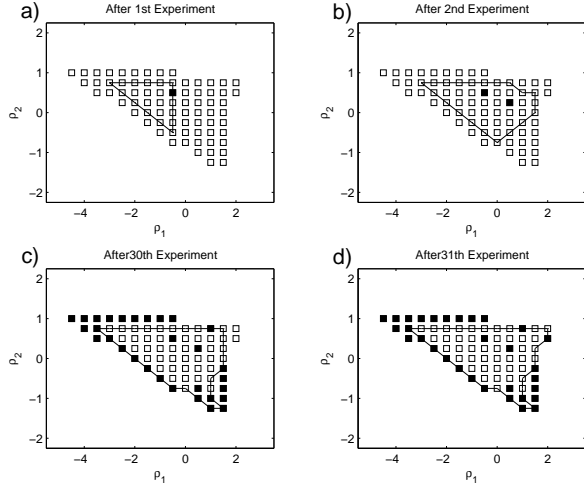 a) After 1st Experiment
2
1
0
−1
−2
ρ2
−4 −2 0 2
ρ1
b) After 2nd Experiment
2
1
0
−1
−2
ρ2
−4 −2 0 2
ρ1
c) After30th Experiment
2
1
0
−1
−2
ρ2
−4 −2 0 2
ρ1
d) After31th Experiment
2
1
0
−1
−2
ρ2
−4 −2 0 2
ρ1